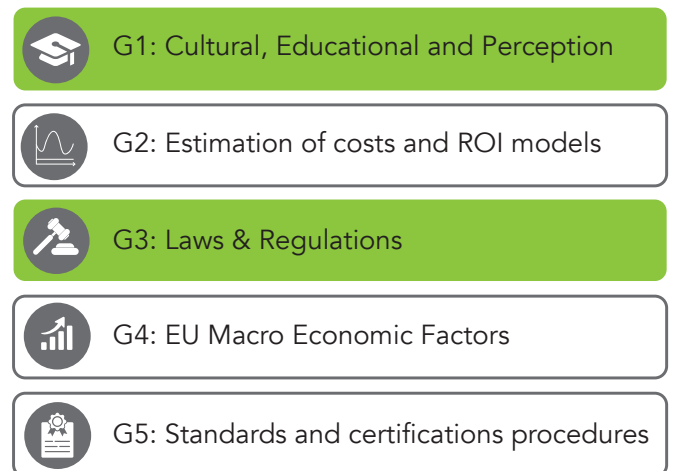 G1: Cultural, Educational and Perception
G2: Estimation of costs and ROI models
G3: Laws & Regulations
G4: EU Macro Economic Factors
G5: Standards and certifications procedures